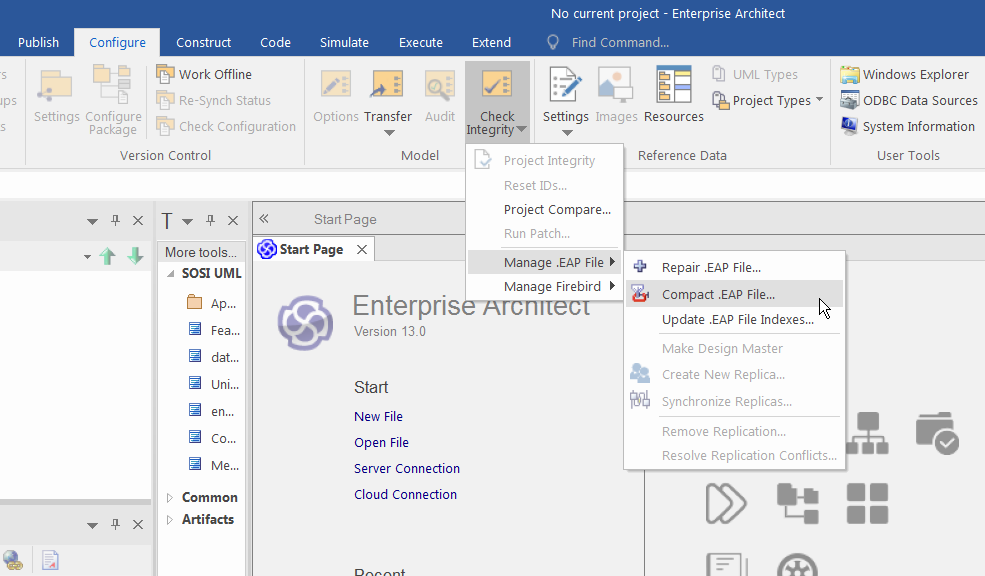 No current project - Enterprise Architect
Publish Configure Construct Code Simulate Execute Extend Find Command...
Settings
Configure Package
Work Offline
Re-Synch Status
Check Configuration
Version Control
Options Transfer Audit
Check Integrity
Model
Settings Images Resources
UML Types
Project Types
Reference Data
Windows Explorer
ODBC Data Sources
System Information
User Tools
Project Integrity
Reset IDs...
Project Compare...
Run Patch...
Manage .EAP File
Manage Firebird
Repair .EAP File...
Compact .EAP File...
Update .EAP File Indexes...
Make Design Master
Create New Replica...
Synchronize Replicas...
Remove Replication...
Resolve Replication Conflicts...
More tools...
SOSI UML
Ap...
Fea...
dat...
Uni...
en...
Co...
Me...
Common
Artifacts
Start Page
Start Page
Enterprise Architect
Version 13.0
Start
New File
Open File
Server Connection
Cloud Connection